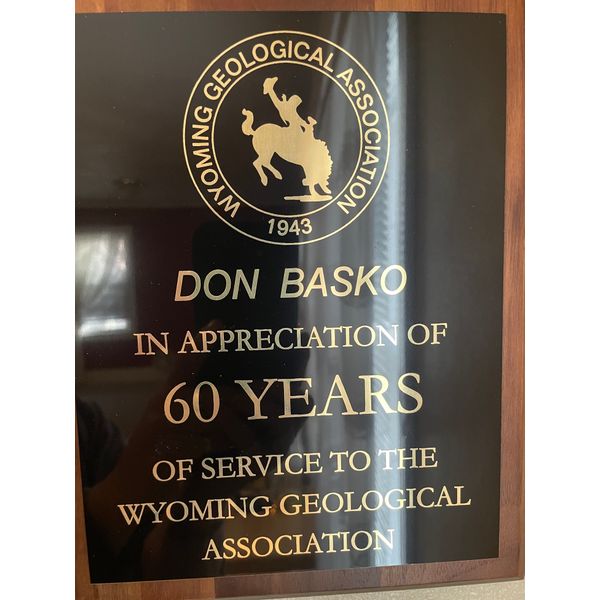 WYOMING GEOLOGICAL ASSOCIATION
1943
DON BASKO
IN APPRECIATION OF
60 YEARS
OF SERVICE TO THE
WYOMING GEOLOGICAL
ASSOCIATION